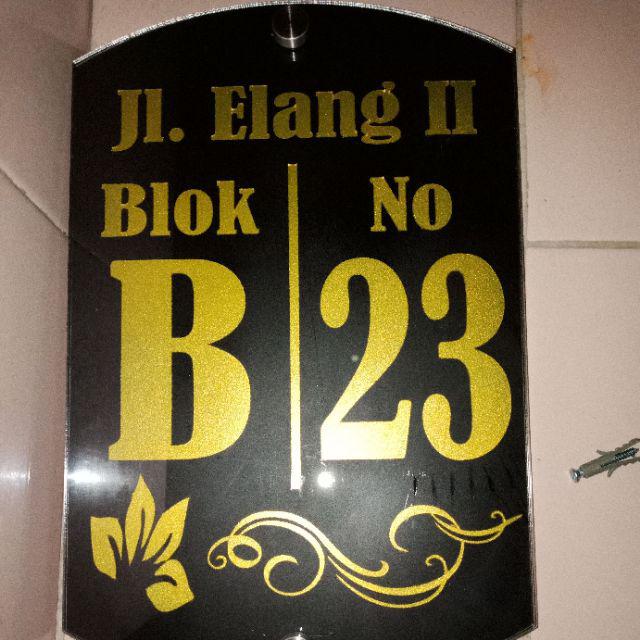 Jl. Elang II
Blok No
B 23